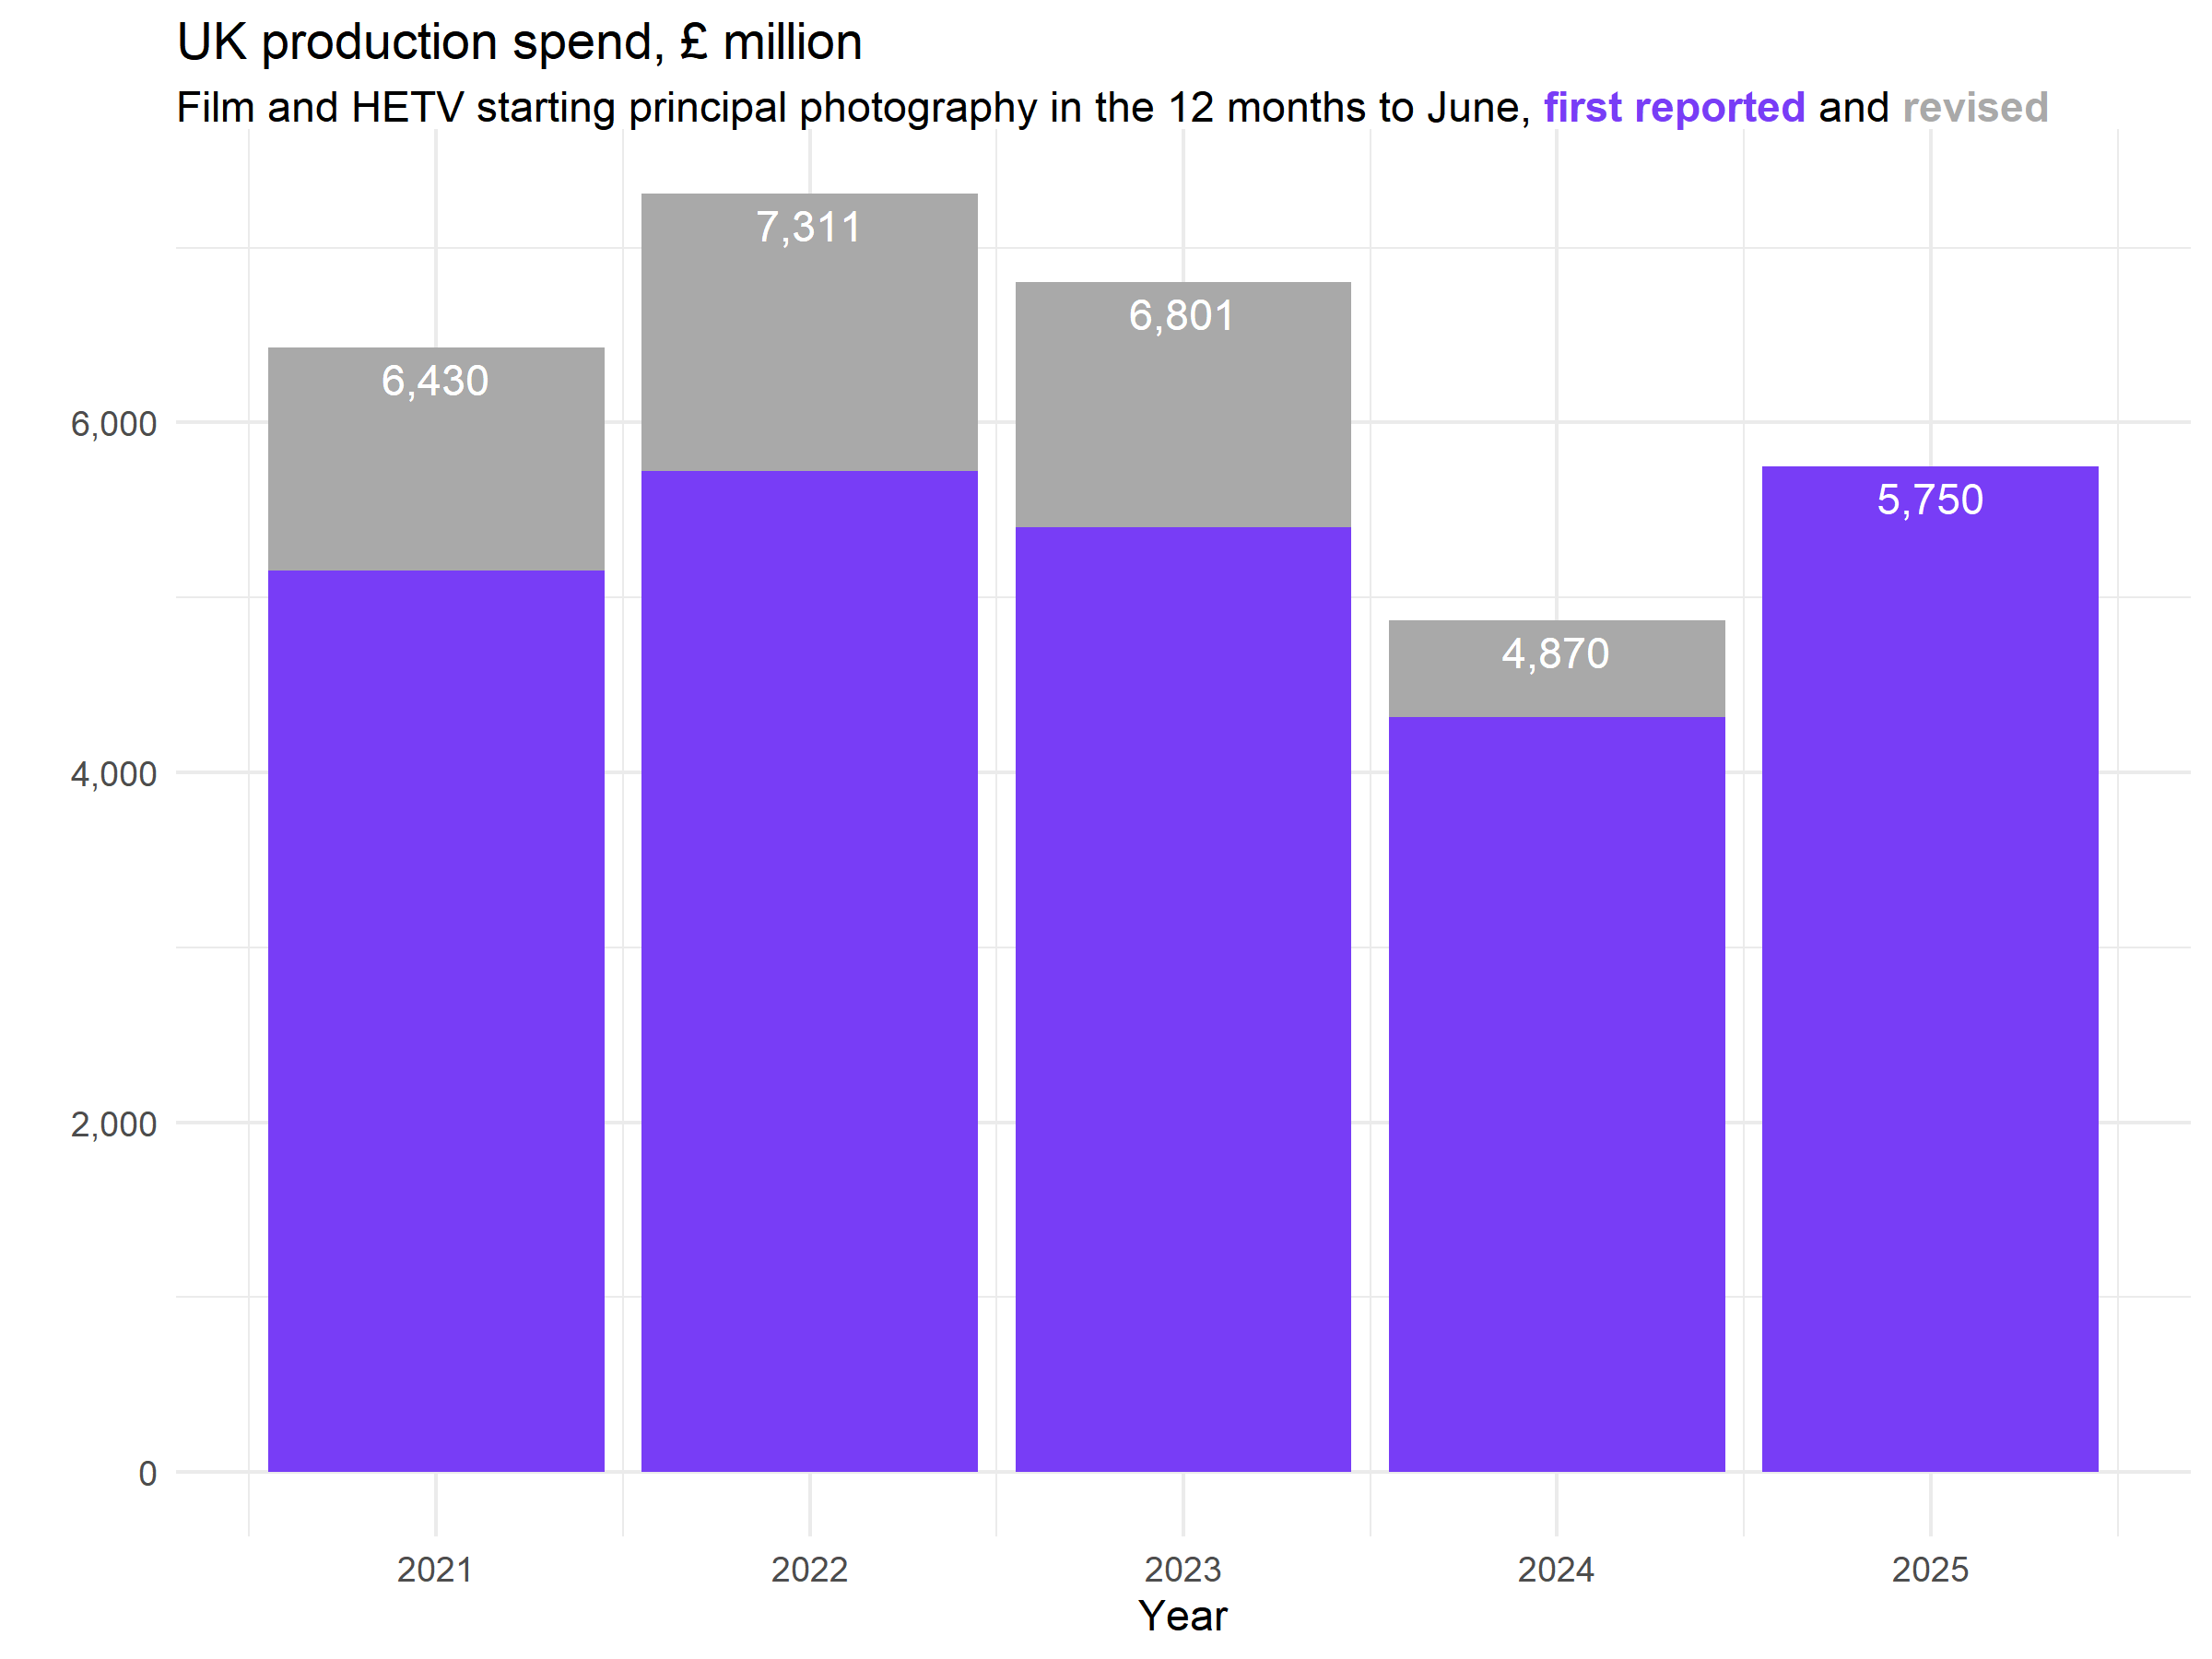 UK production spend, £ million
Film and HETV starting principal photography in the 12 months to June, first reported and revised
7,311
6,801
6,430
6,000
5,750
4,870
4,000
2,000
0
2021 2022 2023 2024 2025
Year